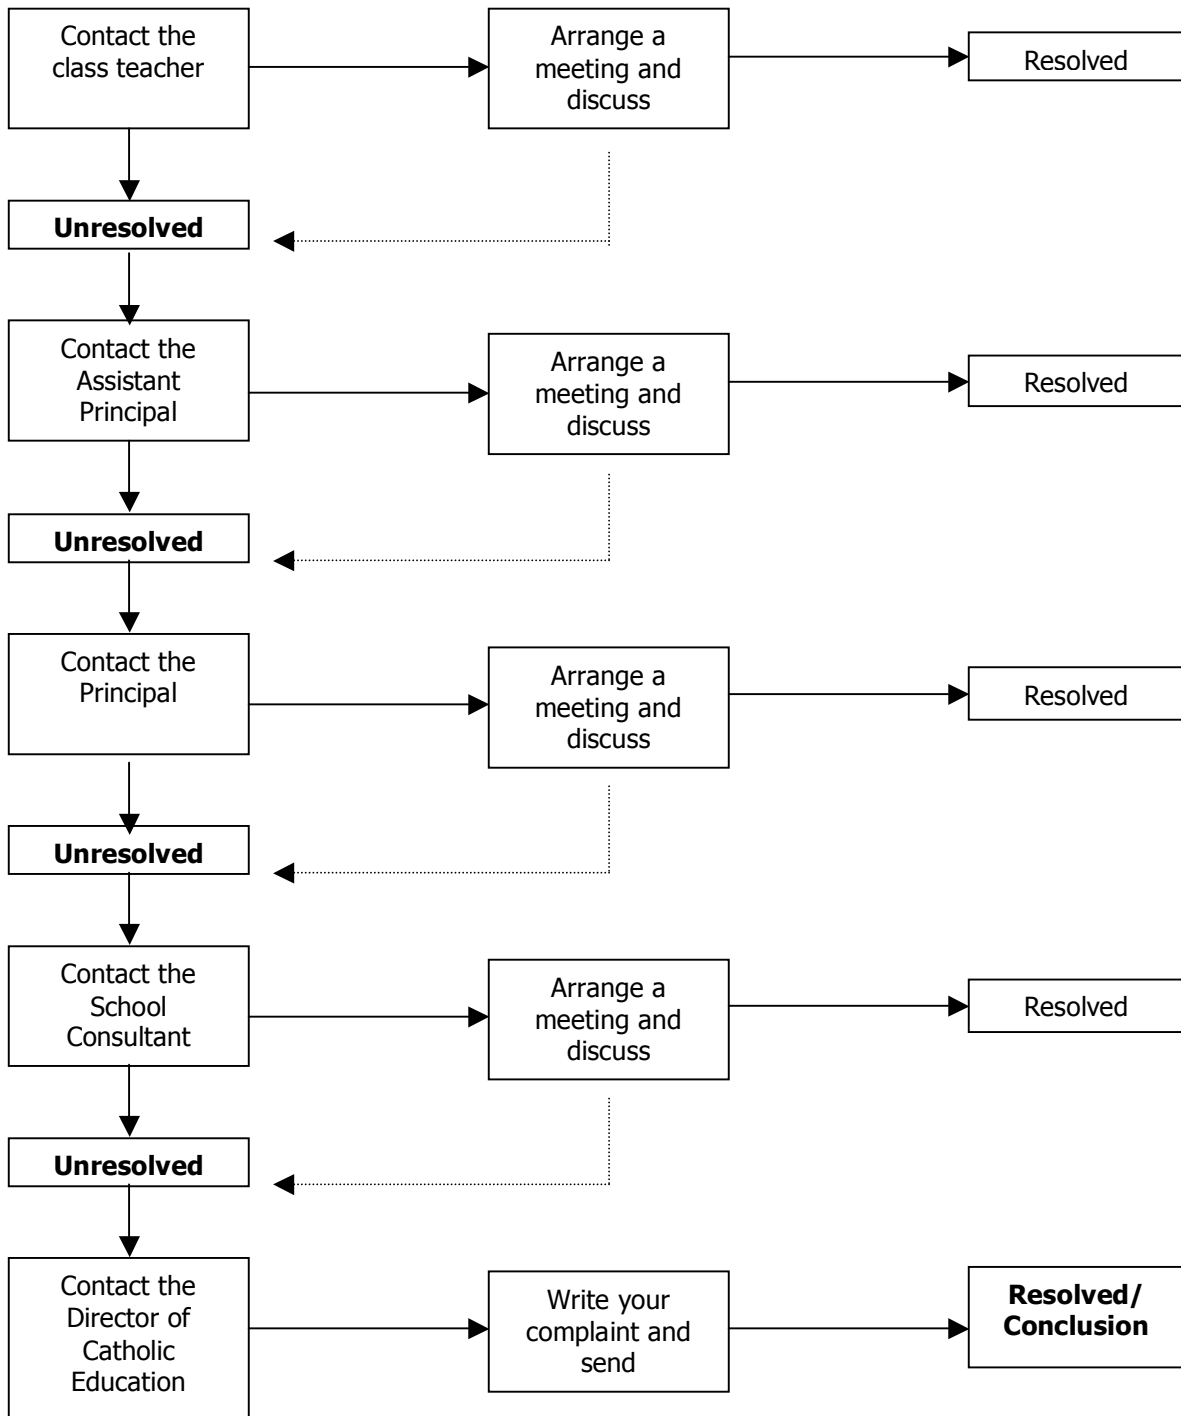 Contact the
class teacher
Arrange a
meeting and
discuss
Resolved
Unresolved
Contact the
Assistant
Principal
Arrange a
meeting and
discuss
Resolved
Unresolved
Contact the
Principal
Arrange a
meeting and
discuss
Resolved
Unresolved
Contact the
School
Consultant
Arrange a
meeting and
discuss
Resolved
Unresolved
Contact the
Director of
Catholic
Education
Write your
complaint and
send
Resolved/
Conclusion